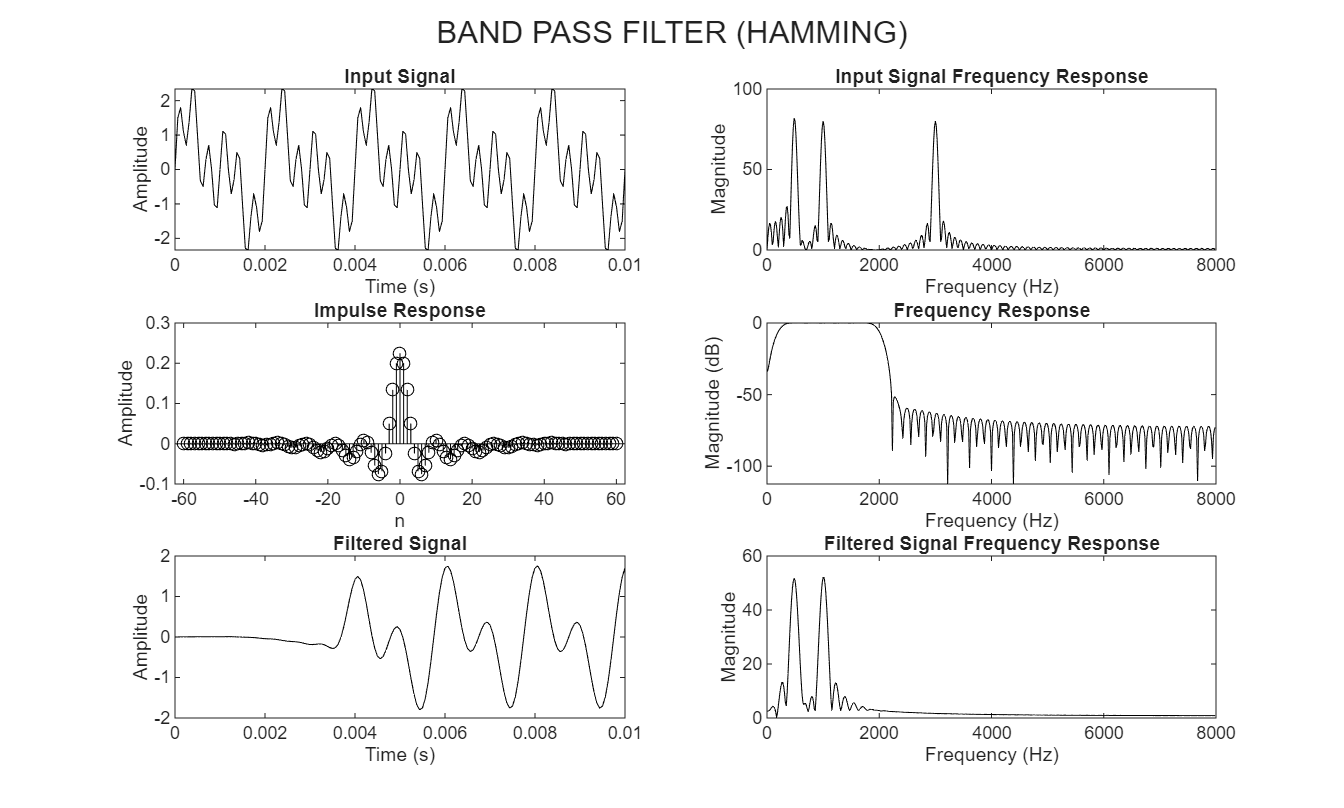 BAND PASS FILTER (HAMMING)
Input Signal
Amplitude
2
1
0
-1
-2
0 0.002 0.004 0.006 0.008 0.01
Time (s)
Input Signal Frequency Response
Magnitude
100
50
0
0 2000 4000 6000 8000
Frequency (Hz)
Impulse Response
Amplitude
0.3
0.2
0.1
0
-0.1
-60 -40 -20 0 20 40 60
n
Frequency Response
Magnitude (dB)
0
-50
-100
0 2000 4000 6000 8000
Frequency (Hz)
Filtered Signal
Amplitude
2
1
0
-1
-2
0 0.002 0.004 0.006 0.008 0.01
Time (s)
Filtered Signal Frequency Response
Magnitude
60
40
20
0
0 2000 4000 6000 8000
Frequency (Hz)